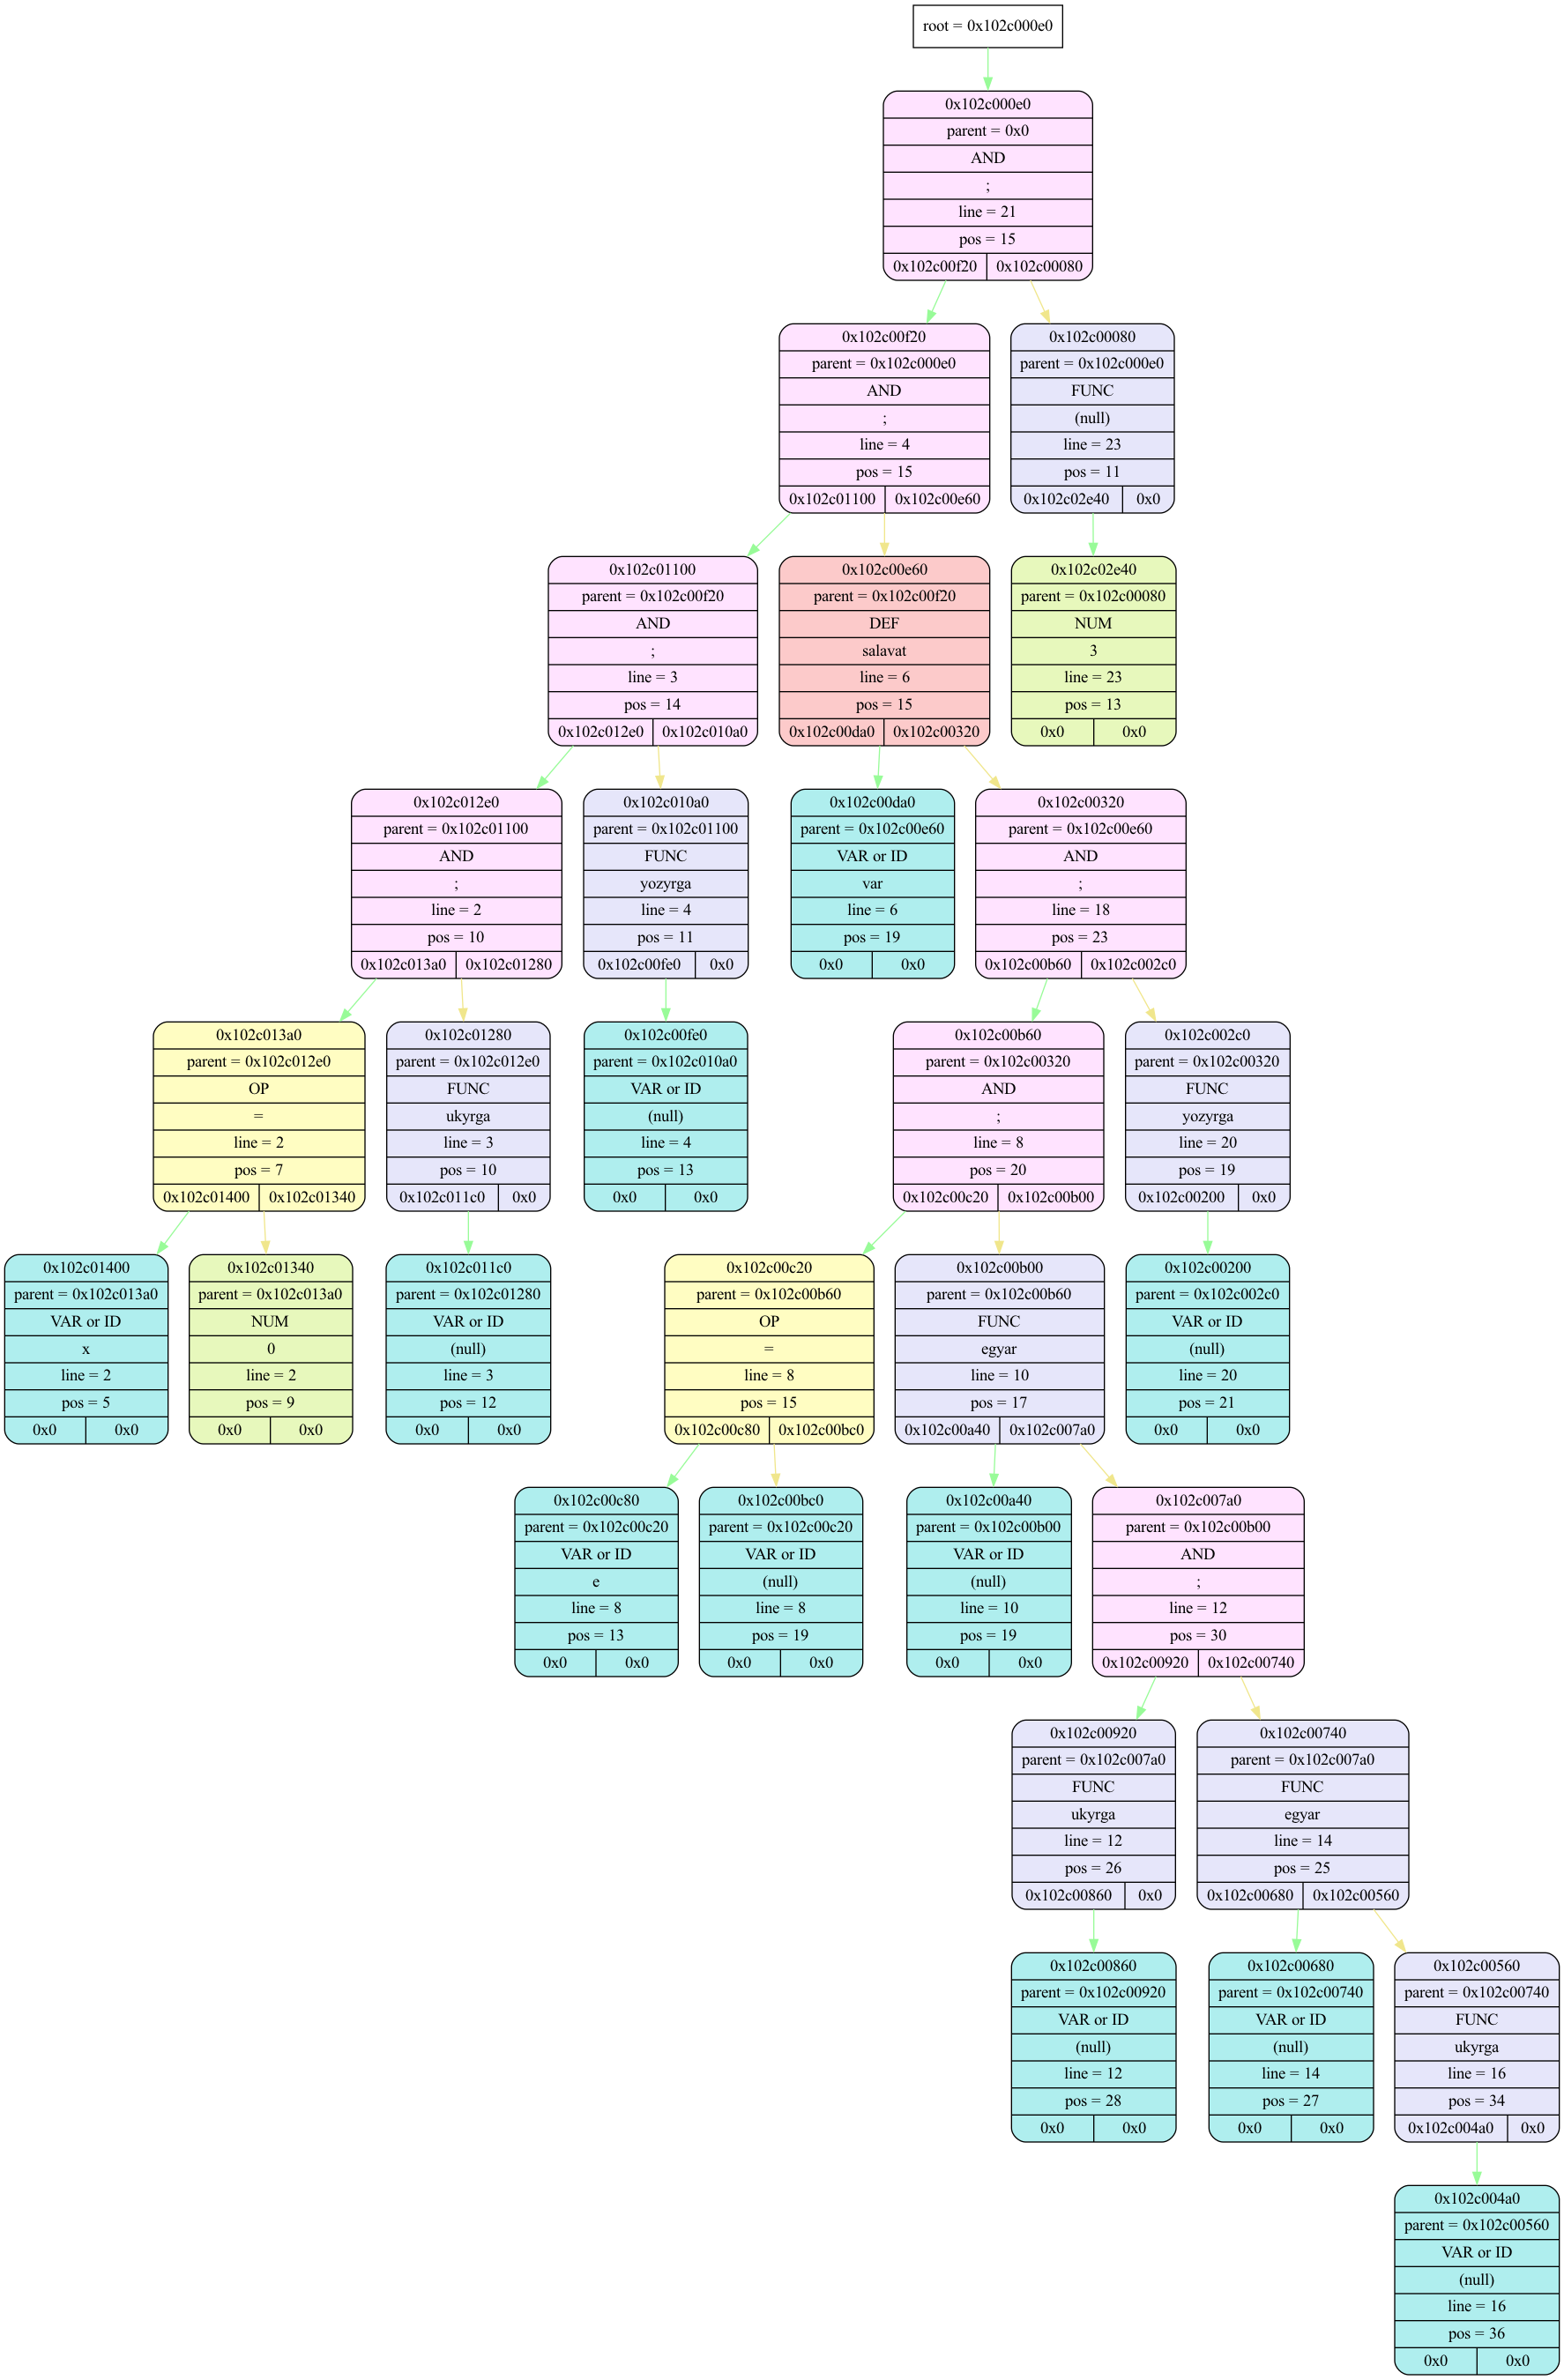 root = 0x102c000e0
0x102c000e0
parent = 0x0
AND
;
line = 21
pos = 15
0x102c00f20 0x102c00080
0x102c00f20
parent = 0x102c000e0
AND
;
line = 4
pos = 15
0x102c01100 0x102c00e60
0x102c00080
parent = 0x102c000e0
FUNC
(null)
line = 23
pos = 11
0x102c02e40 0x0
0x102c01100
parent = 0x102c00f20
AND
;
line = 3
pos = 14
0x102c012e0 0x102c010a0
0x102c00e60
parent = 0x102c00f20
DEF
salavat
line = 6
pos = 15
0x102c00da0 0x102c00320
0x102c02e40
parent = 0x102c00080
NUM
3
line = 23
pos = 13
0x0 0x0
0x102c012e0
parent = 0x102c01100
AND
;
line = 2
pos = 10
0x102c013a0 0x102c01280
0x102c010a0
parent = 0x102c01100
FUNC
yozyrga
line = 4
pos = 11
0x102c00fe0 0x0
0x102c00da0
parent = 0x102c00e60
VAR or ID
var
line = 6
pos = 19
0x0 0x0
0x102c00320
parent = 0x102c00e60
AND
;
line = 18
pos = 23
0x102c00b60 0x102c002c0
0x102c013a0
parent = 0x102c012e0
OP
=
line = 2
pos = 7
0x102c01400 0x102c01340
0x102c01280
parent = 0x102c012e0
FUNC
ukyrga
line = 3
pos = 10
0x102c011c0 0x0
0x102c00fe0
parent = 0x102c010a0
VAR or ID
(null)
line = 4
pos = 13
0x0 0x0
0x102c00b60
parent = 0x102c00320
AND
;
line = 8
pos = 20
0x102c00c20 0x102c00b00
0x102c002c0
parent = 0x102c00320
FUNC
yozyrga
line = 20
pos = 19
0x102c00200 0x0
0x102c01400
parent = 0x102c013a0
VAR or ID
x
line = 2
pos = 5
0x0 0x0
0x102c01340
parent = 0x102c013a0
NUM
0
line = 2
pos = 9
0x0 0x0
0x102c011c0
parent = 0x102c01280
VAR or ID
(null)
line = 3
pos = 12
0x0 0x0
0x102c00c20
parent = 0x102c00b60
OP
=
line = 8
pos = 15
0x102c00c80 0x102c00bc0
0x102c00b00
parent = 0x102c00b60
FUNC
egyar
line = 10
pos = 17
0x102c00a40 0x102c007a0
0x102c00200
parent = 0x102c002c0
VAR or ID
(null)
line = 20
pos = 21
0x0 0x0
0x102c00c80
parent = 0x102c00c20
VAR or ID
e
line = 8
pos = 13
0x0 0x0
0x102c00bc0
parent = 0x102c00c20
VAR or ID
(null)
line = 8
pos = 19
0x0 0x0
0x102c00a40
parent = 0x102c00b00
VAR or ID
(null)
line = 10
pos = 19
0x0 0x0
0x102c007a0
parent = 0x102c00b00
AND
;
line = 12
pos = 30
0x102c00920 0x102c00740
0x102c00920
parent = 0x102c007a0
FUNC
ukyrga
line = 12
pos = 26
0x102c00860 0x0
0x102c00740
parent = 0x102c007a0
FUNC
egyar
line = 14
pos = 25
0x102c00680 0x102c00560
0x102c00860
parent = 0x102c00920
VAR or ID
(null)
line = 12
pos = 28
0x0 0x0
0x102c00680
parent = 0x102c00740
VAR or ID
(null)
line = 14
pos = 27
0x0 0x0
0x102c00560
parent = 0x102c00740
FUNC
ukyrga
line = 16
pos = 34
0x102c004a0 0x0
0x102c004a0
parent = 0x102c00560
VAR or ID
(null)
line = 16
pos = 36
0x0 0x0